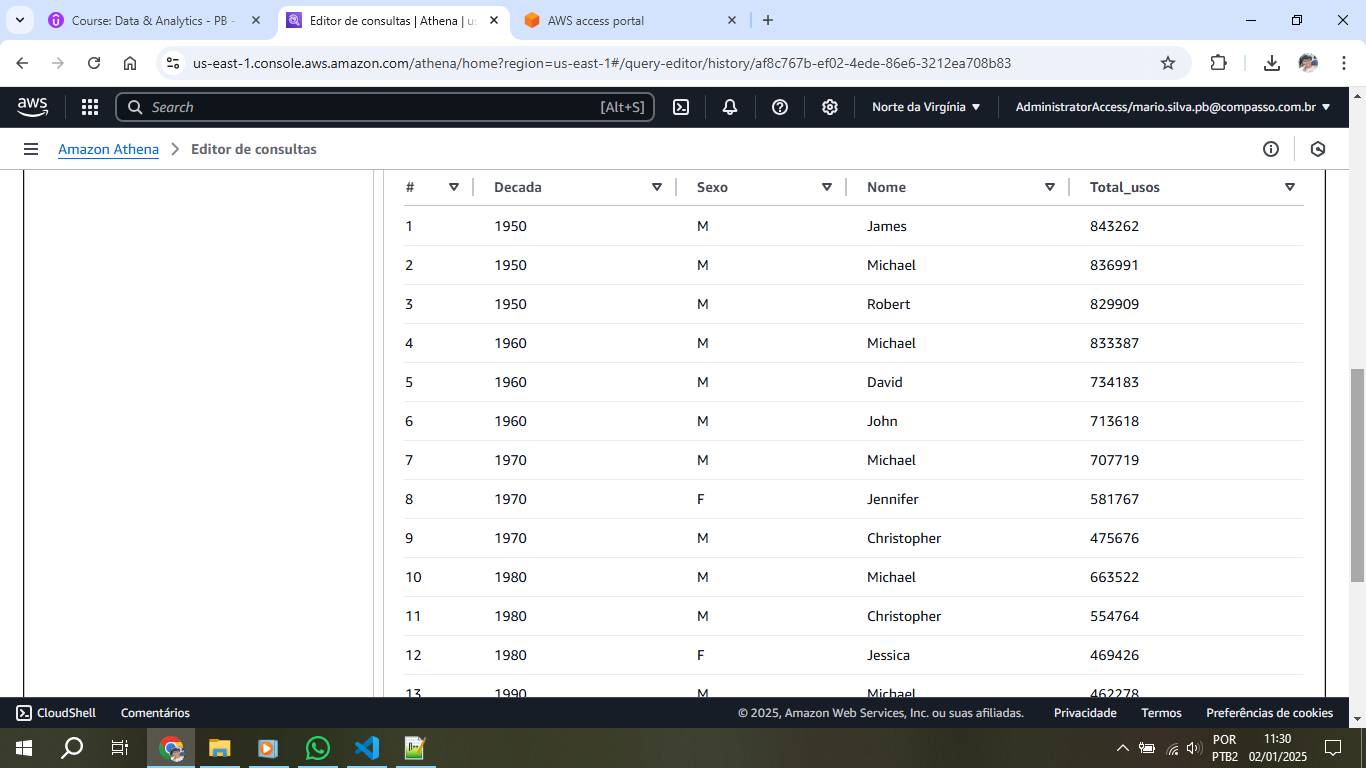 Course: Data & Analytics - PB -
Editor de consultas | Athena | us
AWS access portal
us-east-1.console.aws.amazon.com/athena/home?region=us-east-1#/query-editor/history/af8c767b-ef02-4ede-86e6-3212ea708b83
aws
Search
[Alt+S]
Norte da Virgínia
AdministratorAccess/mario.silva.pb@compasso.com.br
Amazon Athena > Editor de consultas
# Decada Sexo Nome Total_usos
1 1950 M James 843262
2 1950 M Michael 836991
3 1950 M Robert 829909
4 1960 M Michael 833387
5 1960 M David 734183
6 1960 M John 713618
7 1970 M Michael 707719
8 1970 F Jennifer 581767
9 1970 M Christopher 475676
10 1980 M Michael 663522
11 1980 M Christopher 554764
12 1980 F Jessica 469426
13 1990 M Michael 462278
CloudShell Comentários © 2025, Amazon Web Services, Inc. ou suas afiliadas. Privacidade Termos Preferências de cookies
POR 11:30
PTB2 02/01/2025